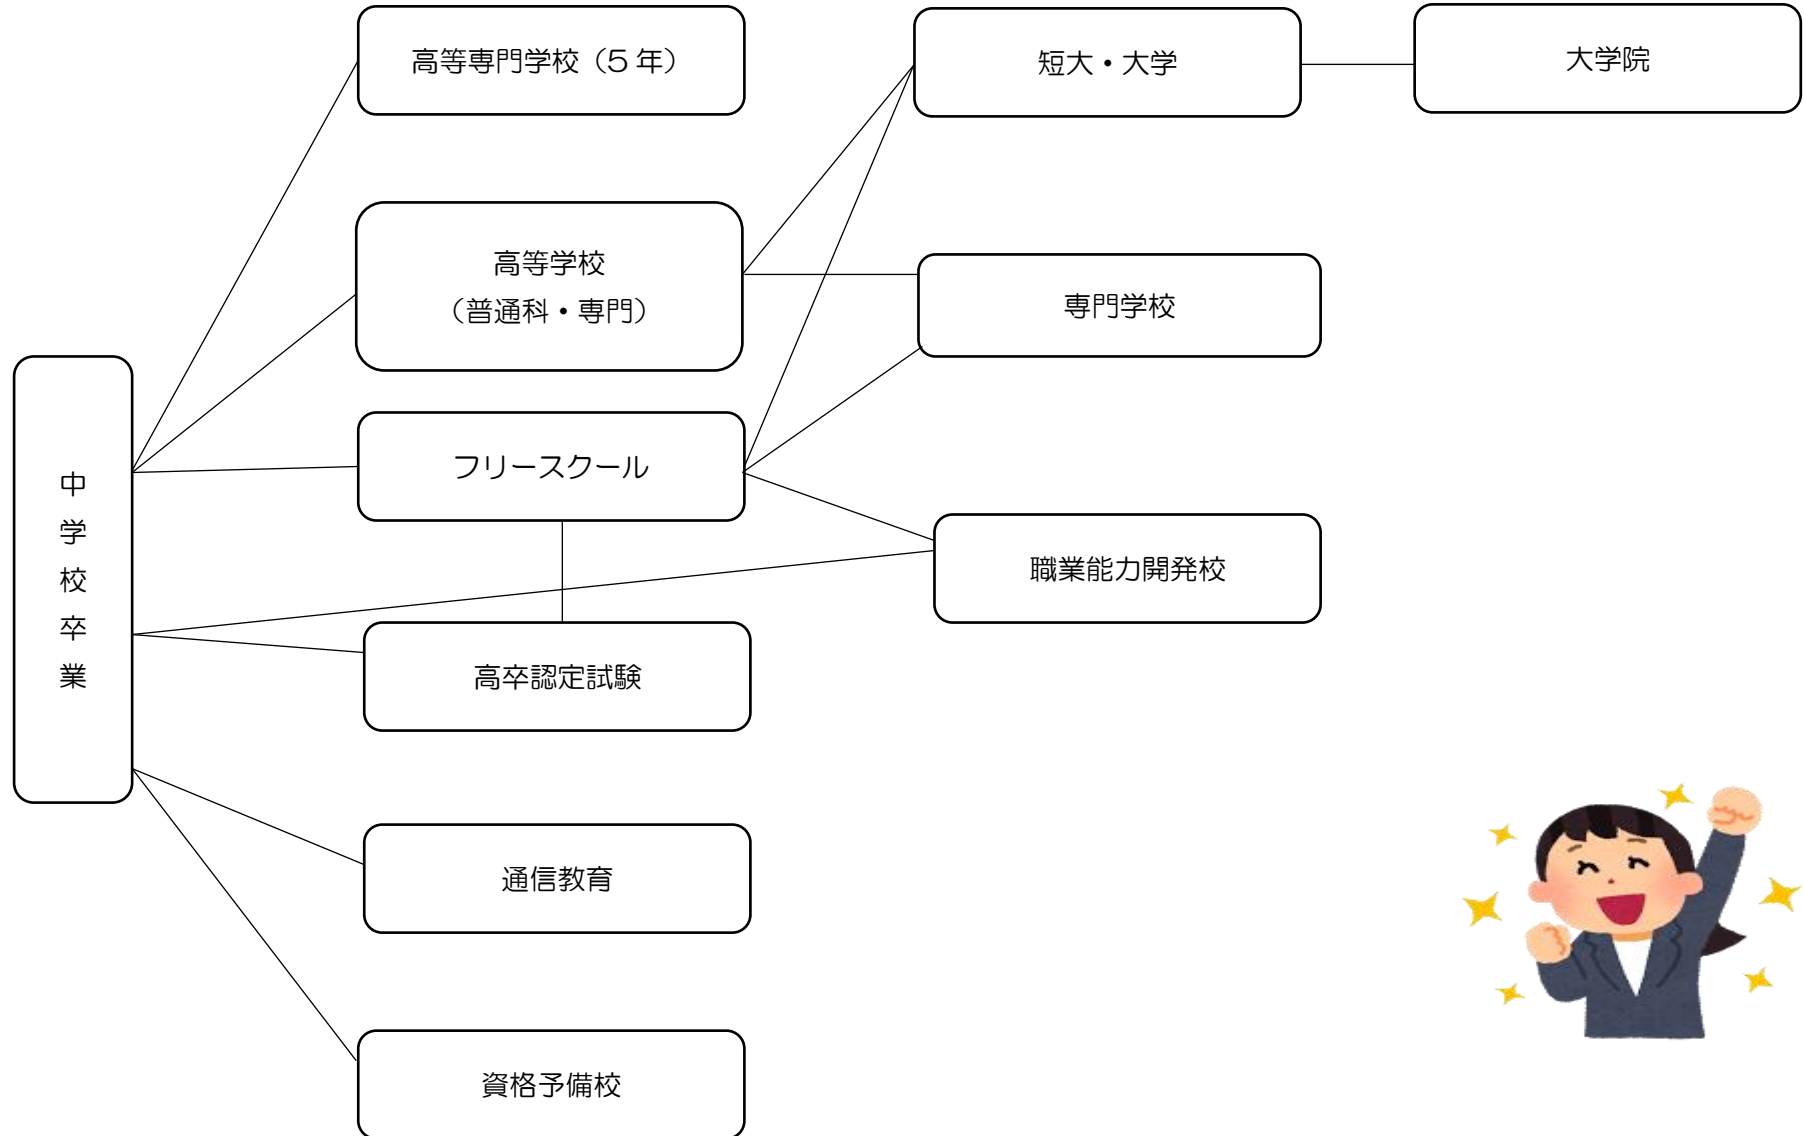 高等専門学校（５年）
短大・大学
大学院
高等学校
（普通科・専門）
専門学校
フリースクール
中学校卒業
職業能力開発校
高卒認定試験
通信教育
資格予備校